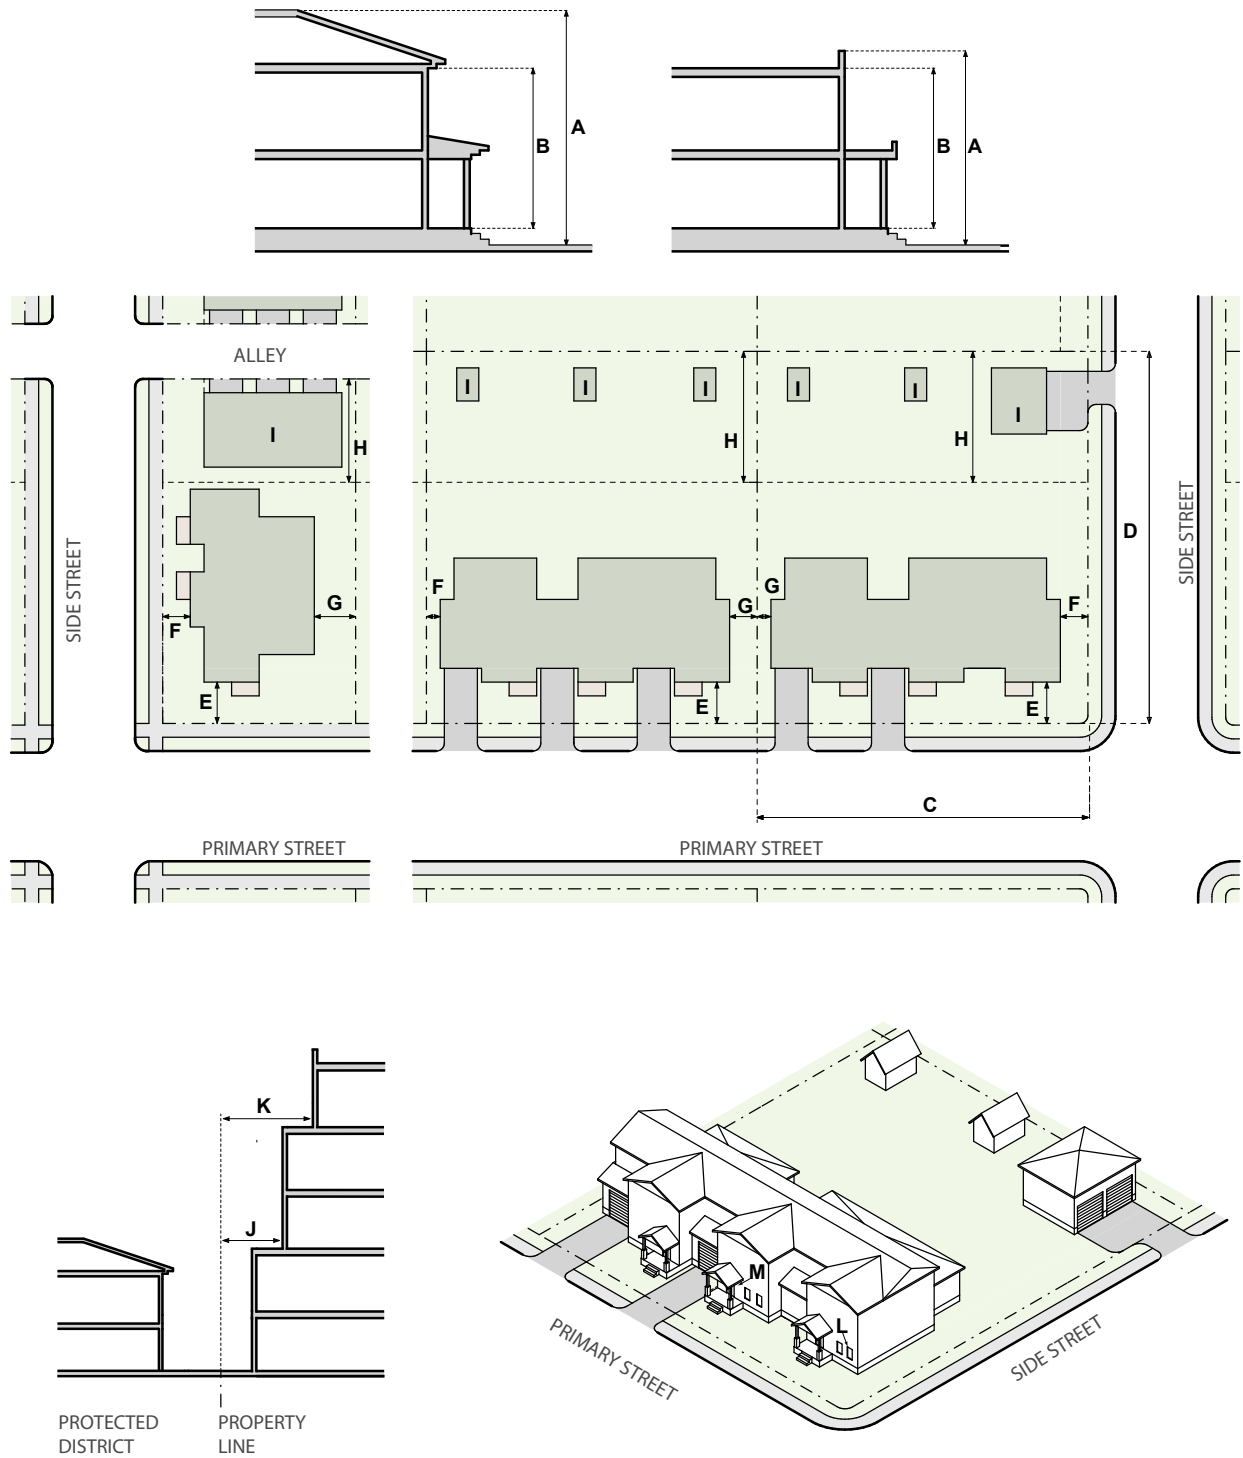 A
B
B
A
ALLEY
I
H
I
I
I
I
I
I
H
H
D
SIDE STREET
SIDE STREET
F
G
F
G
G
F
E
E
E
C
PRIMARY STREET
PRIMARY STREET
K
J
M
L
PRIMARY STREET
SIDE STREET
PROTECTED
DISTRICT
PROPERTY
LINE